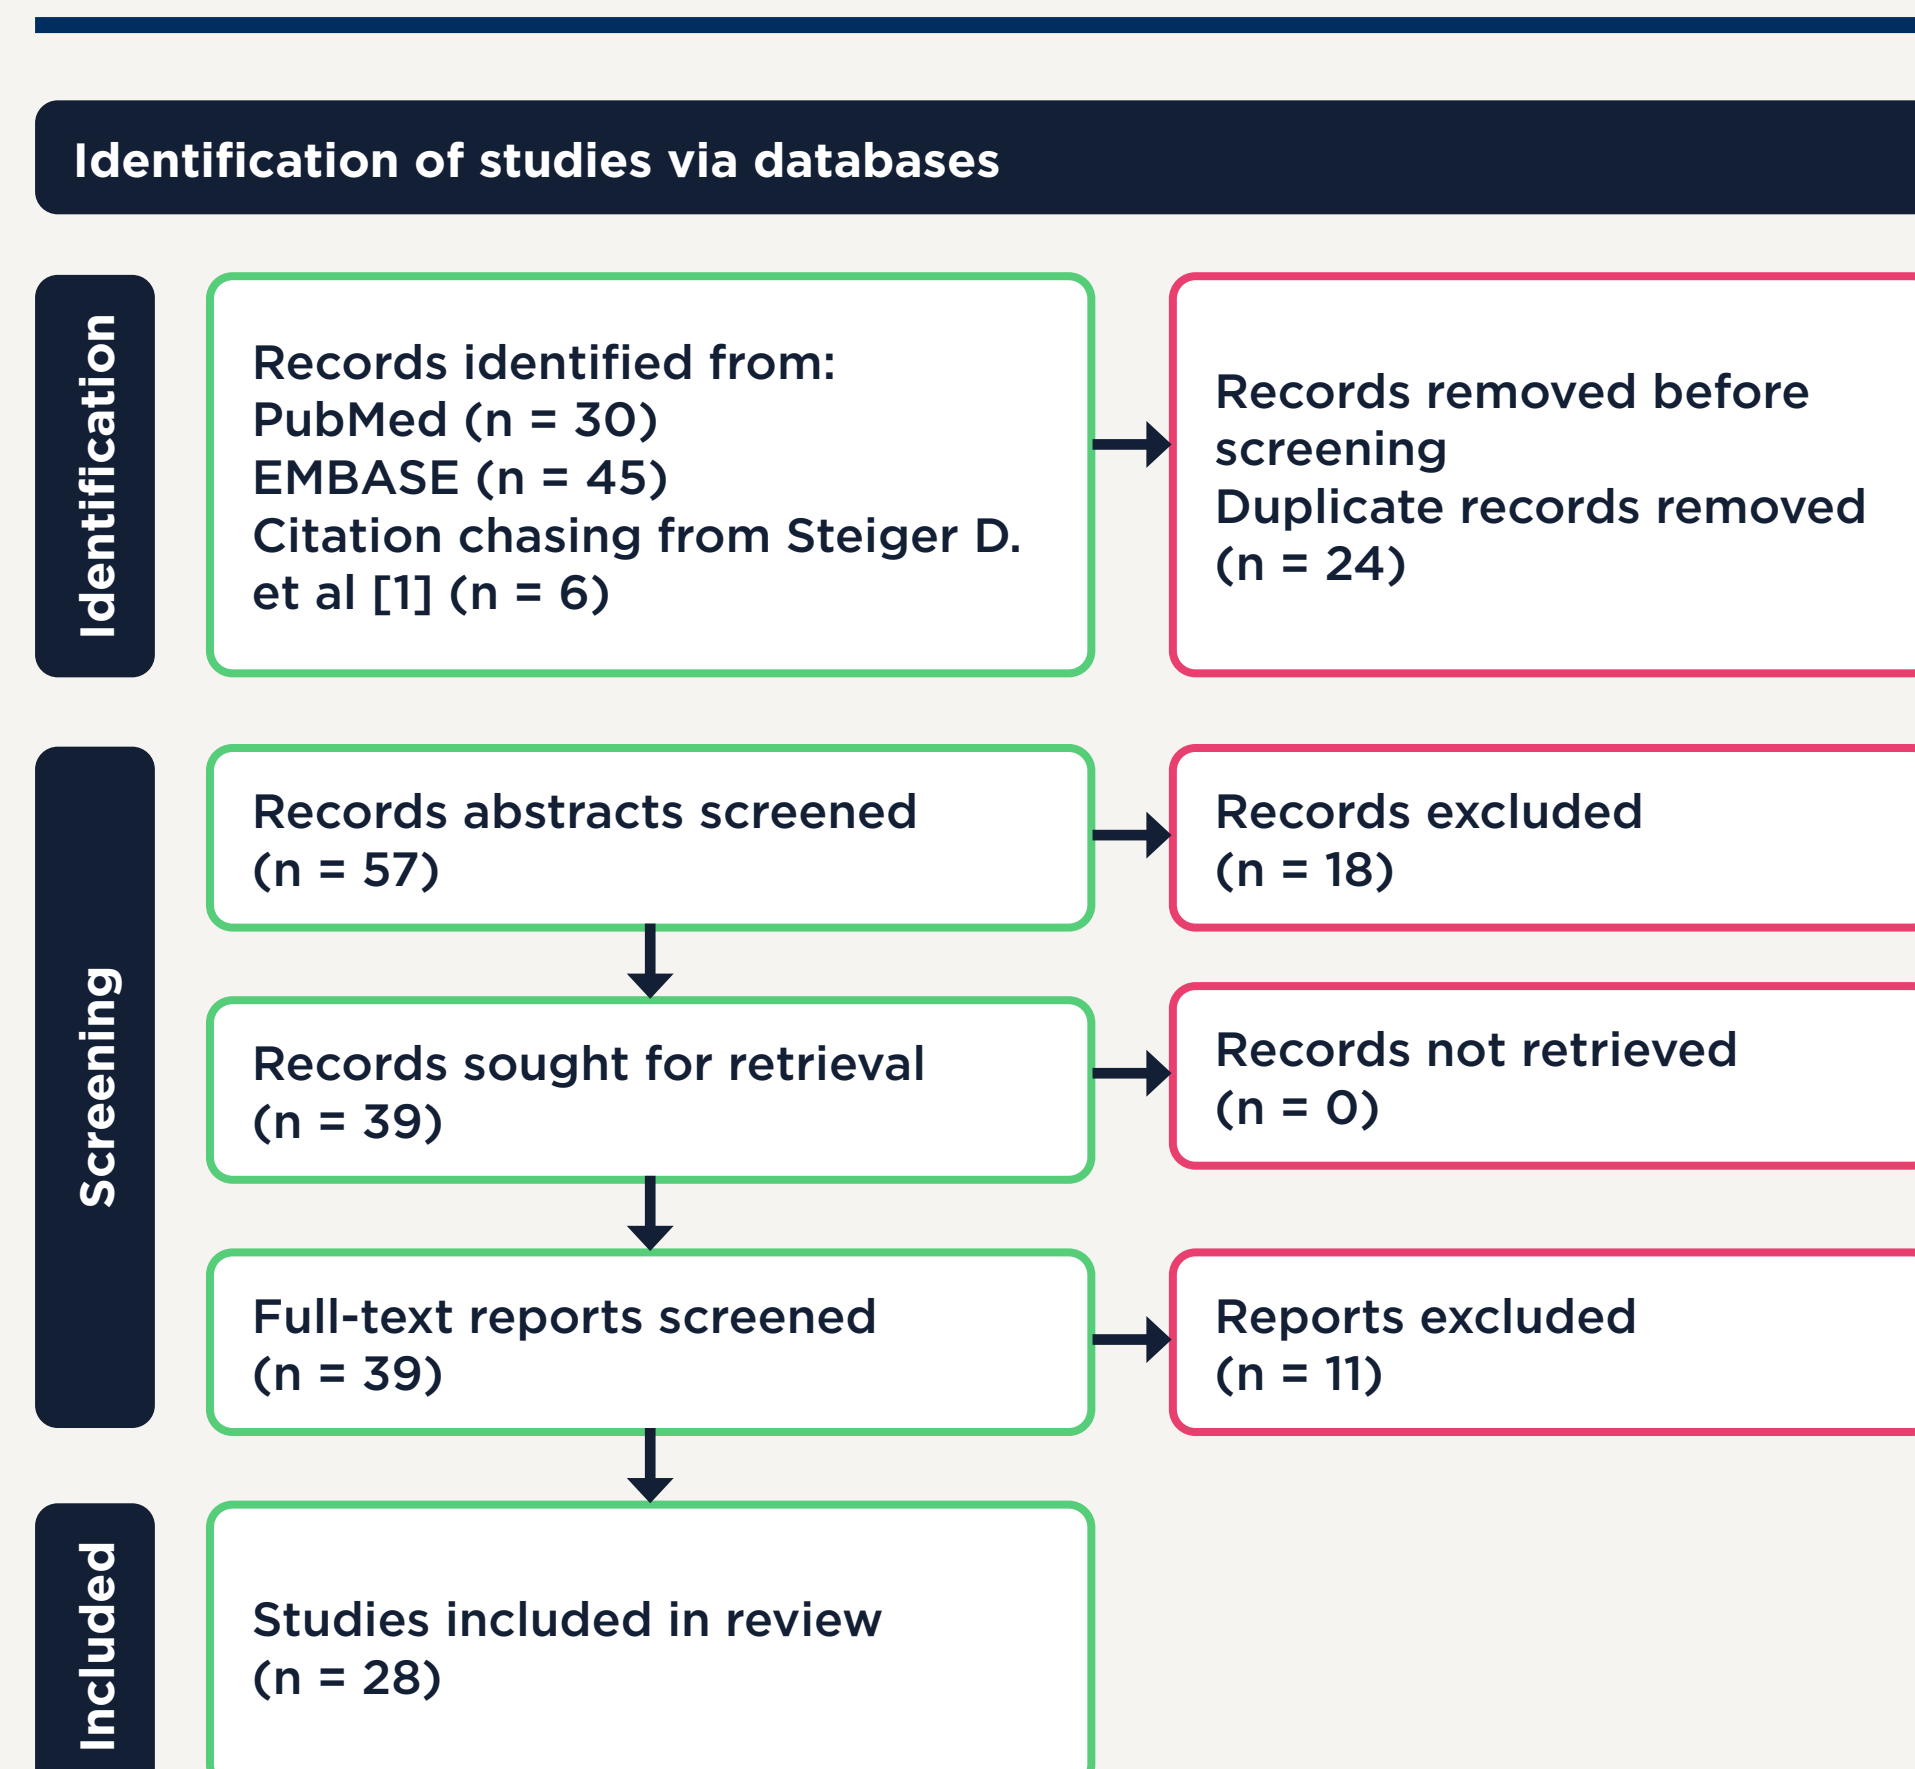 Identification of studies via databases
Identification
Records identified from:
PubMed (n = 30)
EMBASE (n = 45)
Citation chasing from Steiger D.
et al [1] (n = 6)
Records removed before
screening
Duplicate records removed
(n = 24)
Screening
Records abstracts screened
(n = 57)
Records excluded
(n = 18)
Records sought for retrieval
(n = 39)
Records not retrieved
(n = 0)
Full-text reports screened
(n = 39)
Reports excluded
(n = 11)
Included
Studies included in review
(n = 28)